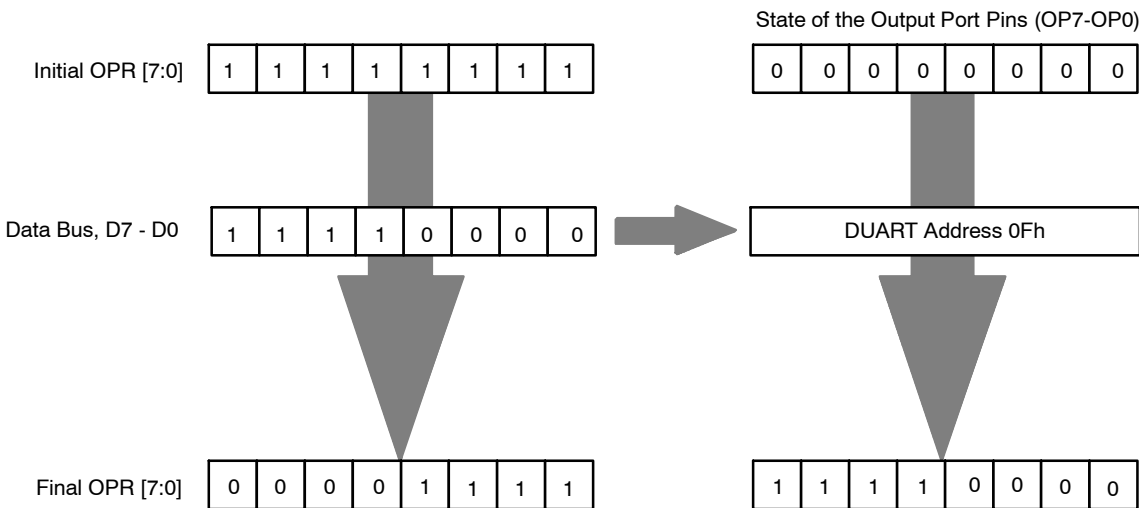 State of the Output Port Pins (OP7-OP0)
Initial OPR [7:0] 1 1 1 1 1 1 1 1 0 0 0 0 0 0 0 0
Data Bus, D7 - D0 1 1 1 1 0 0 0 0 DUART Address 0Fh
Final OPR [7:0] 0 0 0 0 1 1 1 1 1 1 1 1 0 0 0 0